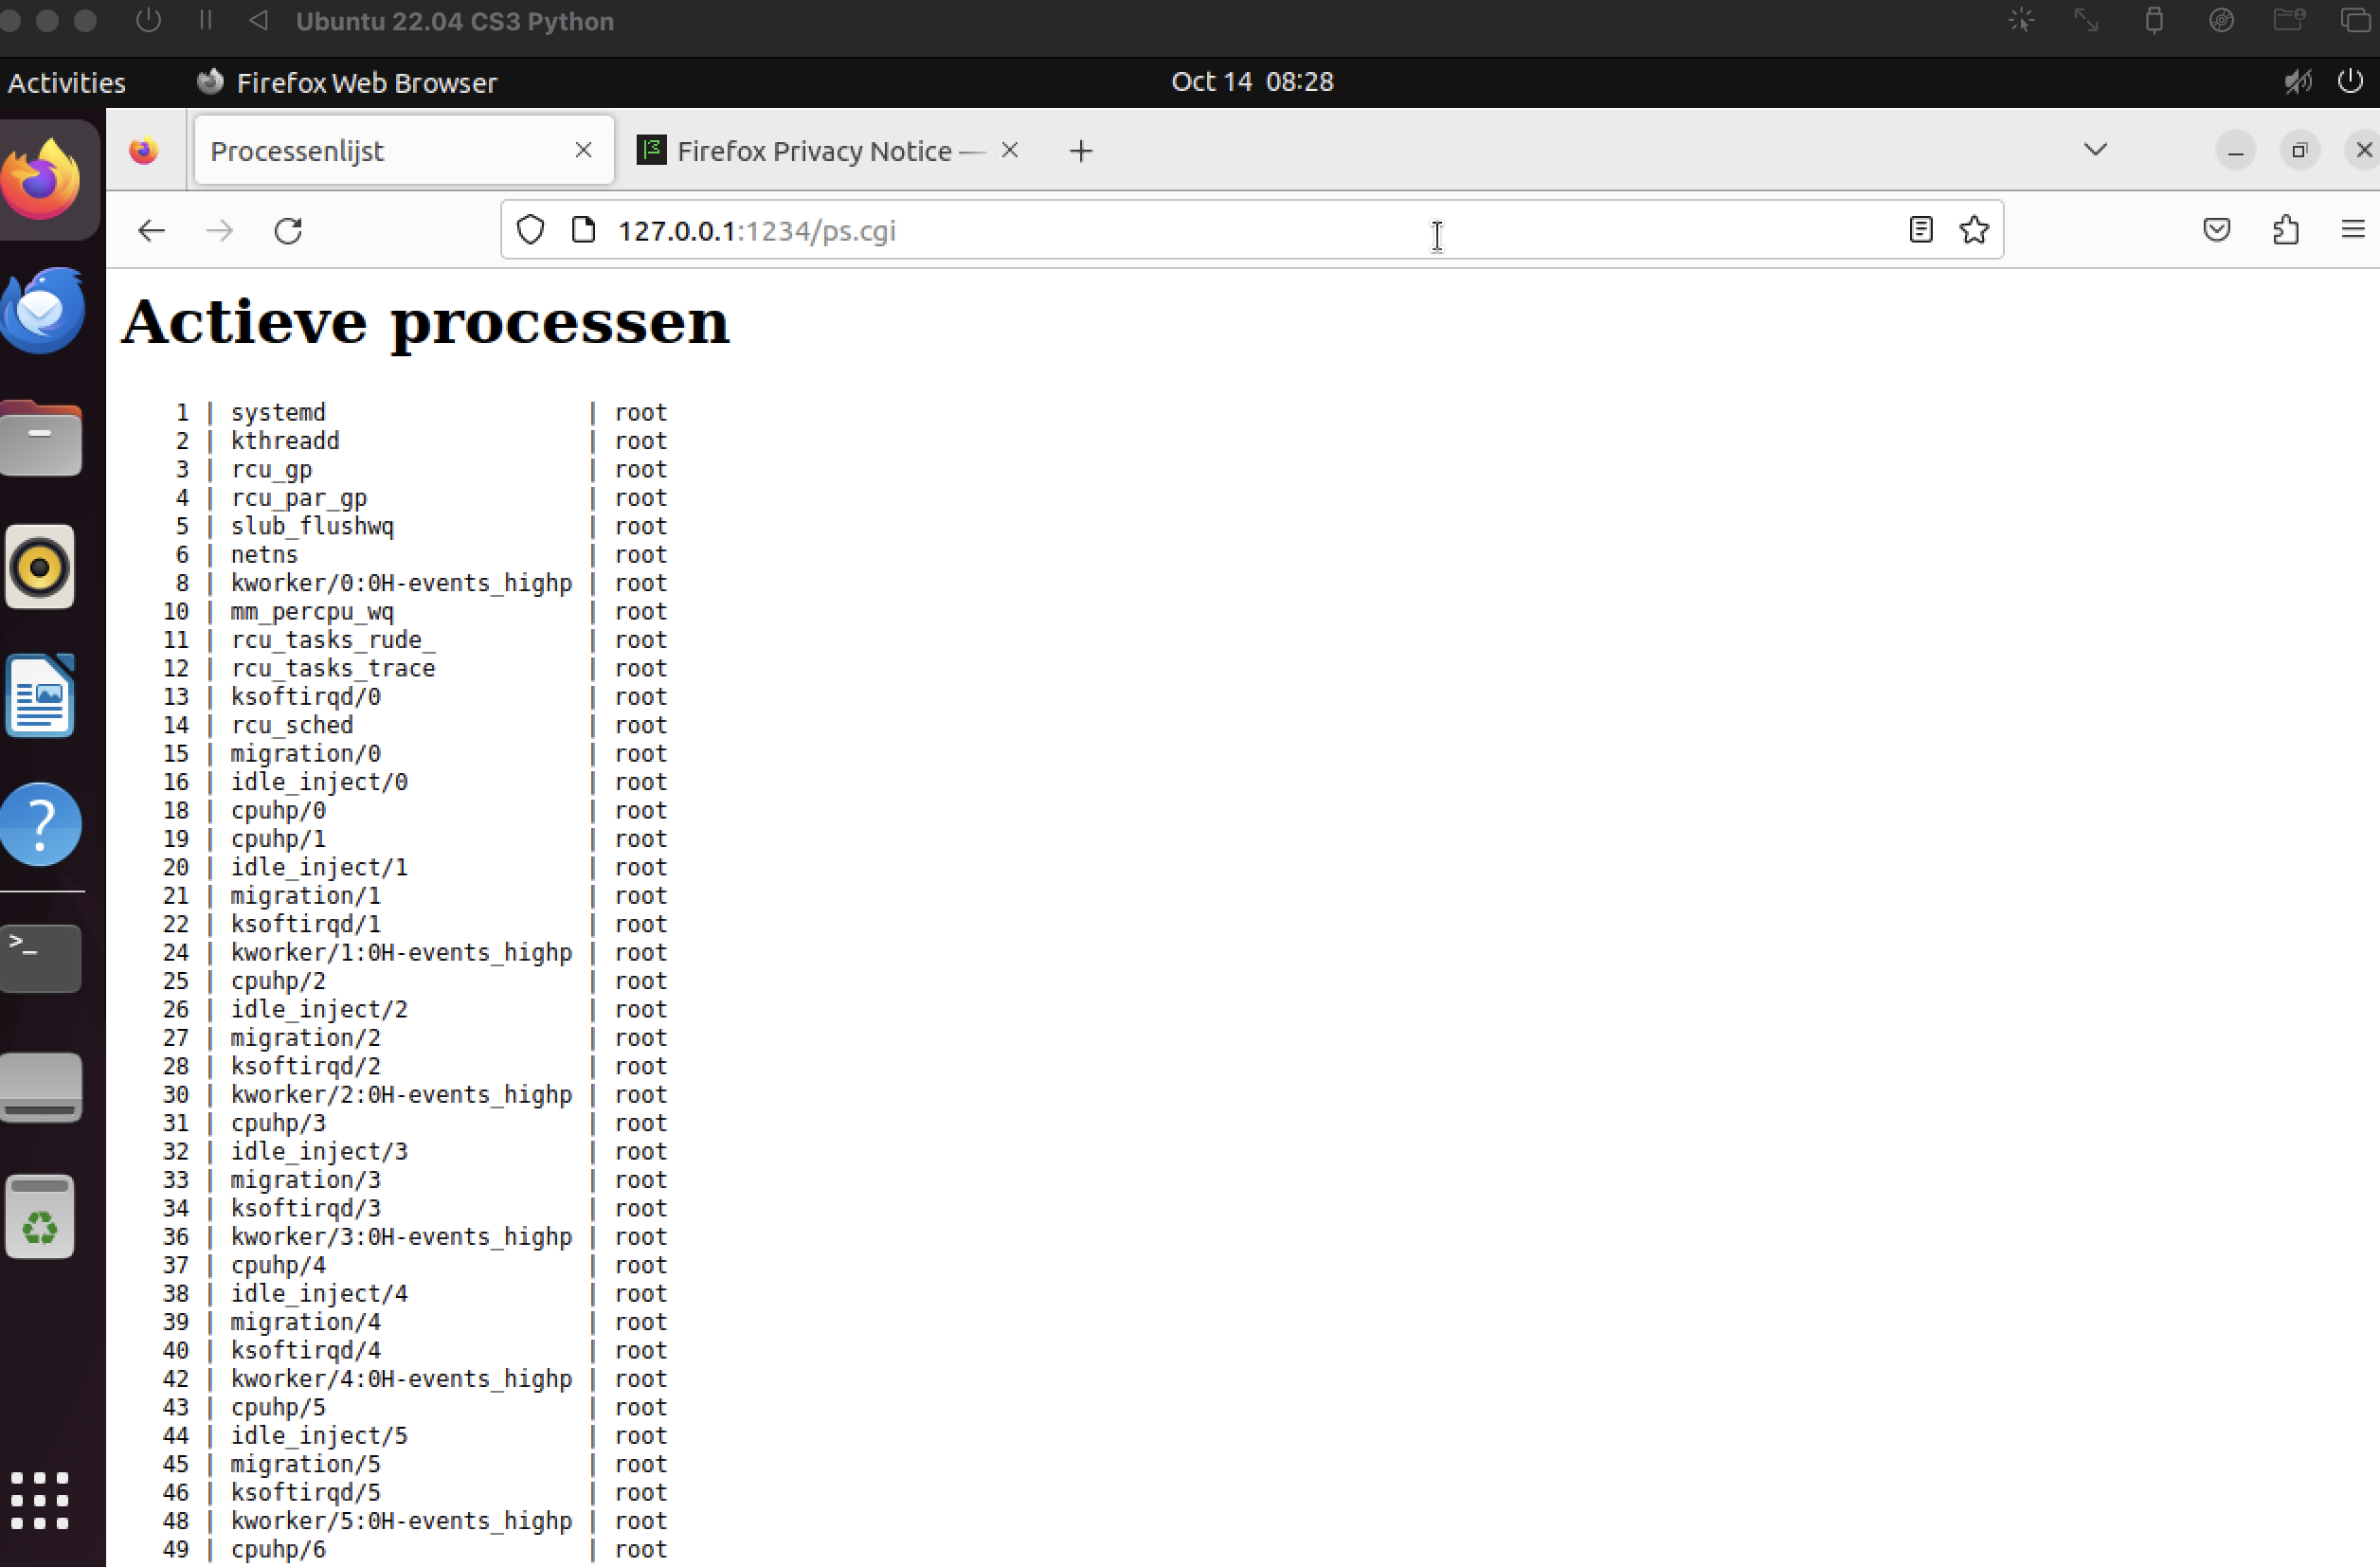 Ubuntu 22.04 CS3 Python
Activities Firefox Web Browser Oct 14 08:28
Processenlijst Firefox Privacy Notice —
127.0.0.1:1234/ps.cgi
Actieve processen
1 | systemd | root
2 | kthreadd | root
3 | rcu_gp | root
4 | rcu_par_gp | root
5 | slub_flushwq | root
6 | netns | root
8 | kworker/0:0H-events_highp | root
10 | mm_percpu_wq | root
11 | rcu_tasks_rude_ | root
12 | rcu_tasks_trace | root
13 | ksoftirqd/0 | root
14 | rcu_sched | root
15 | migration/0 | root
16 | idle_inject/0 | root
18 | cpuhp/0 | root
19 | cpuhp/1 | root
20 | idle_inject/1 | root
21 | migration/1 | root
22 | ksoftirqd/1 | root
24 | kworker/1:0H-events_highp | root
25 | cpuhp/2 | root
26 | idle_inject/2 | root
27 | migration/2 | root
28 | ksoftirqd/2 | root
30 | kworker/2:0H-events_highp | root
31 | cpuhp/3 | root
32 | idle_inject/3 | root
33 | migration/3 | root
34 | ksoftirqd/3 | root
36 | kworker/3:0H-events_highp | root
37 | cpuhp/4 | root
38 | idle_inject/4 | root
39 | migration/4 | root
40 | ksoftirqd/4 | root
42 | kworker/4:0H-events_highp | root
43 | cpuhp/5 | root
44 | idle_inject/5 | root
45 | migration/5 | root
46 | ksoftirqd/5 | root
48 | kworker/5:0H-events_highp | root
49 | cpuhp/6 | root